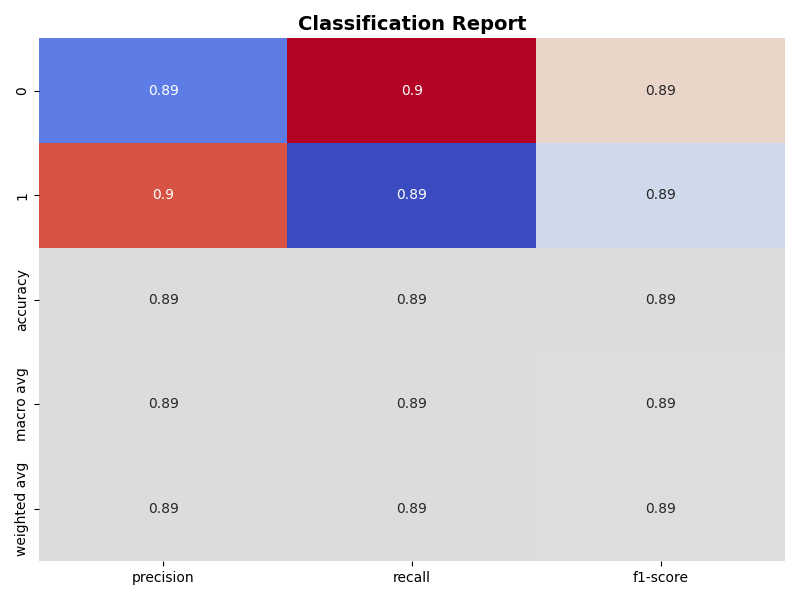 Classification Report
0 0.89 0.9 0.89
1 0.9 0.89 0.89
accuracy 0.89 0.89 0.89
macro avg 0.89 0.89 0.89
weighted avg 0.89 0.89 0.89
precision recall f1-score